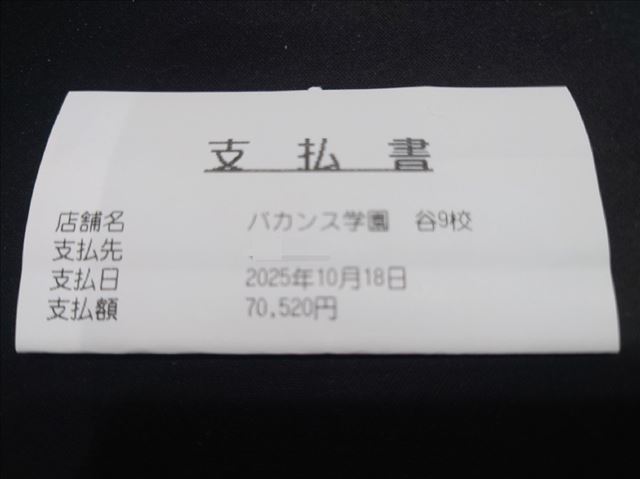 支払書
店舗名 バカンス学園 谷9校
支払先
支払日 2025年10月18日
支払額 70,520円